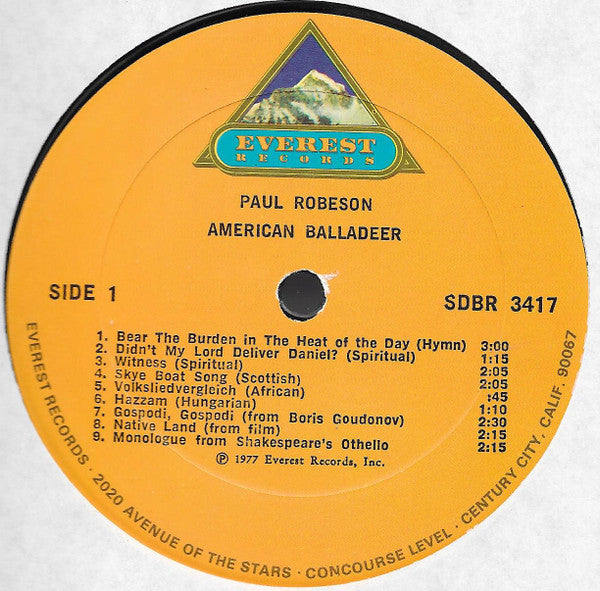 EVEREST
RECORDS
PAUL ROBESON
AMERICAN BALLADEER
SIDE 1
SDBR 3417
1. Bear The Burden in The Heat of the Day (Hymn) 3:00
2. Didn't My Lord Deliver Daniel? (Spiritual) 1:15
3. Witness (Spiritual) 2:05
4. Skye Boat Song (Scottish) 2:05
5. Volksliedvergleich (African) :45
6. Hazzam (Hungarian) 1:10
7. Gospodi, Gospodi (from Boris Goudonov) 2:30
8. Native Land (from film) 2:15
9. Monologue from Shakespeare's Othello 2:15
Ⓟ 1977 Everest Records, Inc.
EVEREST RECORDS · 2020 AVENUE OF THE STARS · CONCOURSE LEVEL · CENTURY CITY, CALIF. 90067